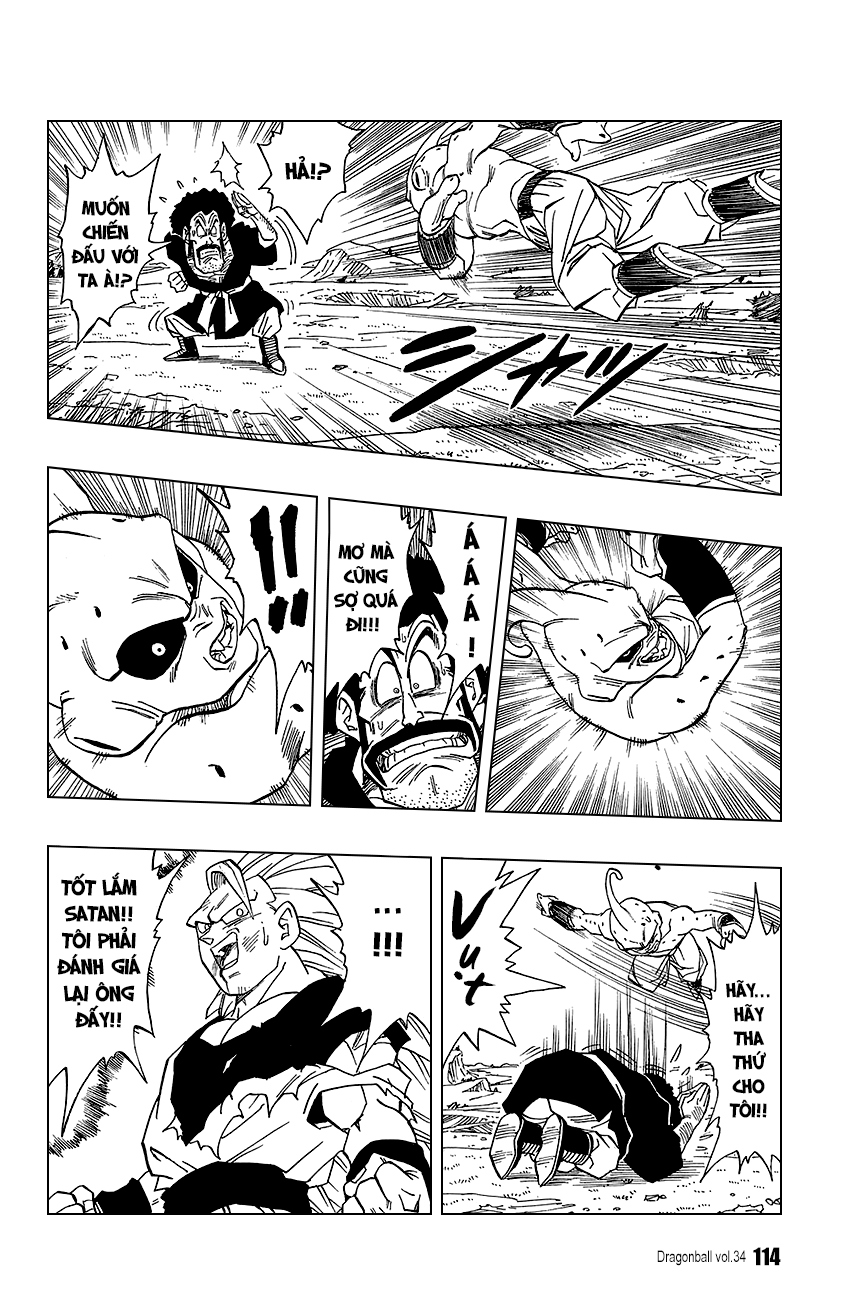 HẢ!?
MUỐN
CHIẾN
ĐẤU VỚI
TA À!?
シャッ
!!
Á
Á
Á
!
MƠ MÀ
CŨNG
SỢ QUÁ
ĐI!!!
HÃY...
HÃY
THA
THỨ
CHO
TÔI!!
Vụt
...
!!!
TỐT LẮM
SATAN!!
TÔI PHẢI
ĐÁNH GIÁ
LẠI ÔNG
ĐẤY!!
Dragonball vol.34 114